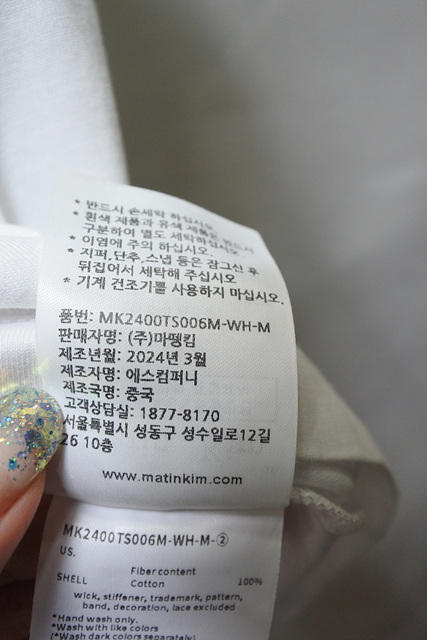 * 반드시 손세탁 하십시오.
* 흰색 제품과 유색 제품은 반드시
구분하여 별도 세탁하십시오.
* 이염에 주의 하십시오.
* 지퍼,단추,스냅 등은 잠그신 후
뒤집어서 세탁해 주십시오
* 기계 건조기를 사용하지 마십시오.
품번: MK2400TS006M-WH-M
판매자명: (주)마뗑킴
제조년월: 2024년 3월
제조자명: 에스컴퍼니
제조국명: 중국
고객상담실: 1877-8170
서울특별시 성동구 성수일로12길
26 10층
www.matinkim.com
MK2400TS006M-WH-M-②
US.
Fiber content
SHELL Cotton 100%
wick, stiffener, trademark, pattern,
band, decoration, lace excluded
*Hand wash only.
*Wash with like colors
(*Wash dark colors separately)